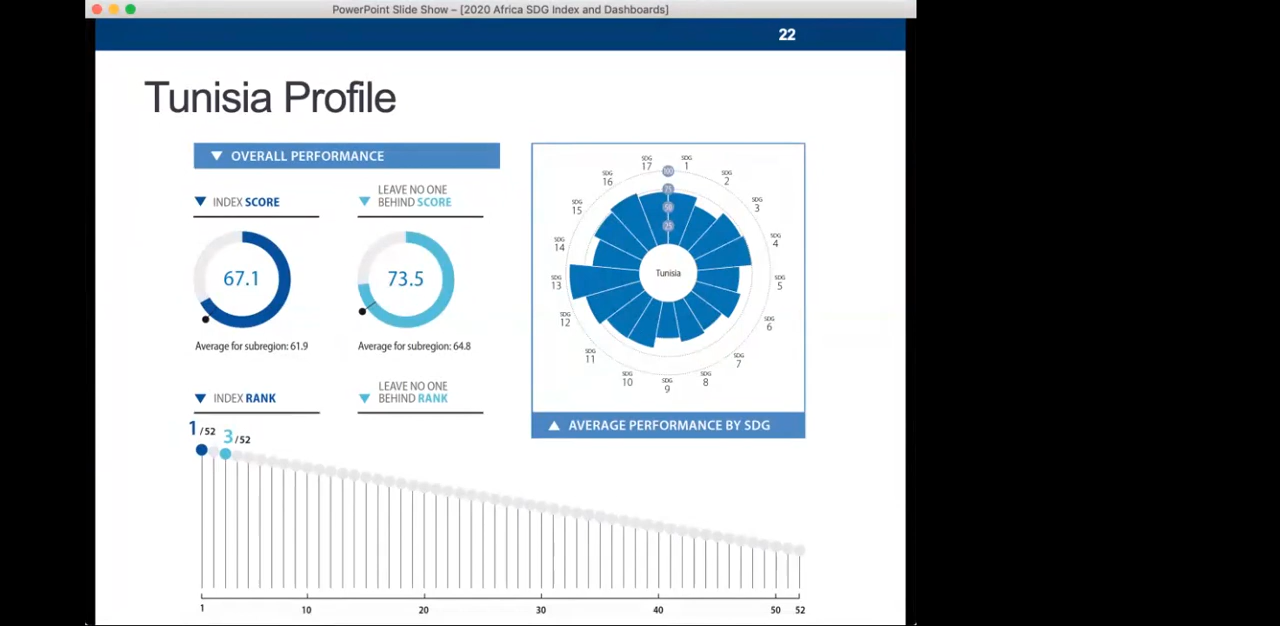 PowerPoint Slide Show – [2020 Africa SDG Index and Dashboards]
22
Tunisia Profile
OVERALL PERFORMANCE
INDEX SCORE
LEAVE NO ONE
BEHIND SCORE
67.1
73.5
Average for subregion: 61.9
Average for subregion: 64.8
INDEX RANK
LEAVE NO ONE
BEHIND RANK
1/52
3/52
1
10
20
30
40
50
52
SDG
1
SDG
2
SDG
3
SDG
4
SDG
5
SDG
6
SDG
7
SDG
8
SDG
9
SDG
10
SDG
11
SDG
12
SDG
13
SDG
14
SDG
15
SDG
16
SDG
17
100
75
50
25
Tunisia
AVERAGE PERFORMANCE BY SDG